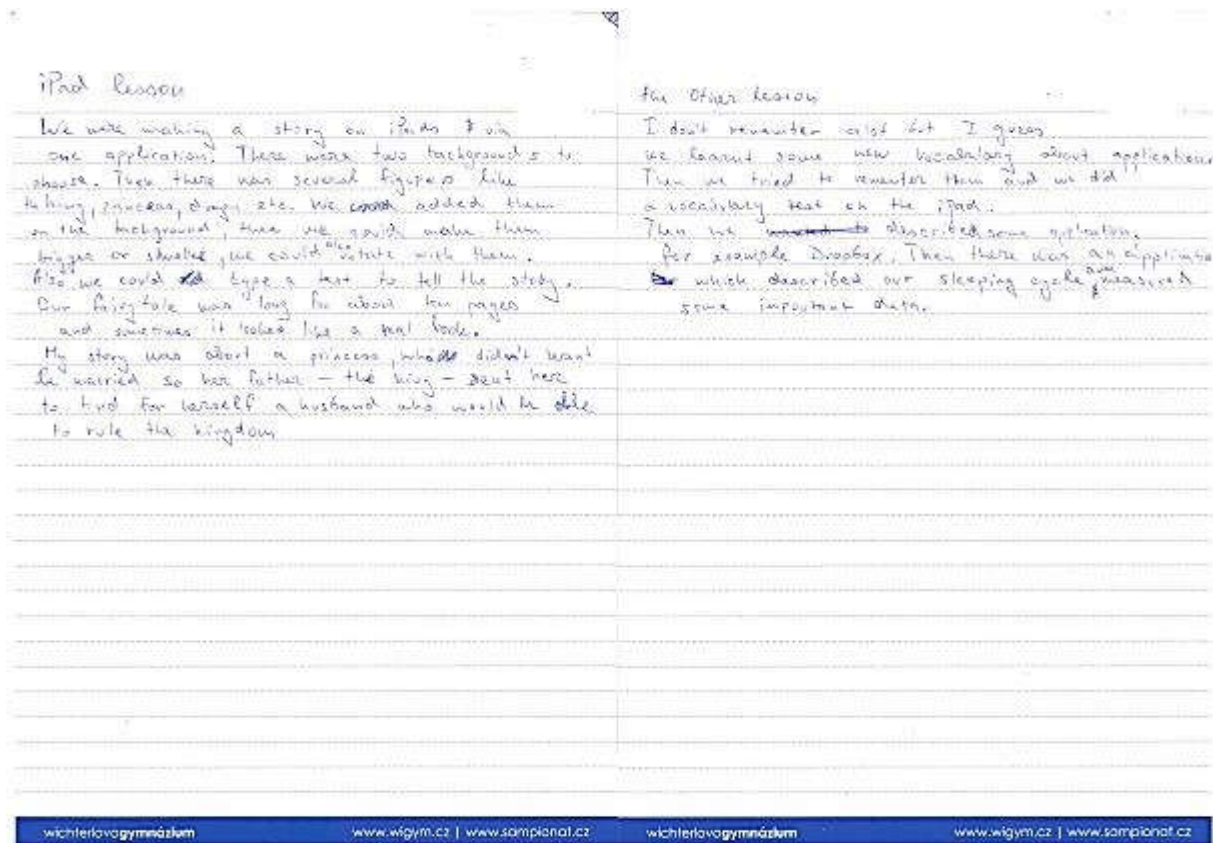 iPad lesson
We were making a story on iPads in
one application. There were two backgrounds to
choose. Then there was several figures like
king, princess, etc. We added them
on the background, then we could make them
bigger or smaller, we could also rotate with them.
Also we could type a text to tell the story.
Our fairytale was long for about ten pages
and sometimes it looked like a real book.
My story was about a princess, who didn't want
be married so her father – the king – sent her
to find for herself a husband who would be able
to rule the kingdom
the Other lesson
I don't remember a lot but I guess
we learnt some new vocabulary about applications
Then we tried to remember them and we did
a vocabulary test on the iPad.
Then we described some aplication,
for example Dropbox. Then there was an applicatio
which described our sleeping cycle and measured
some important data.
wichterlovogymnázium www.wigym.cz | www.sampionat.cz
wichterlovogymnázium www.wigym.cz | www.sampionat.cz